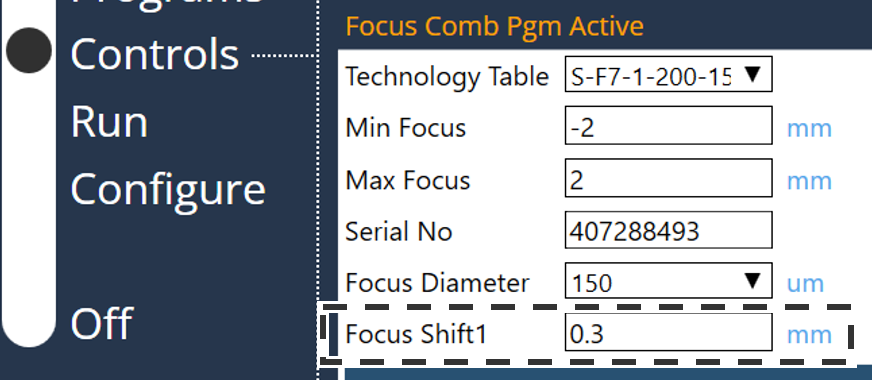 Programs
Controls
Run
Configure
Off
Focus Comb Pgm Active
Technology Table S-F7-1-200-15
Min Focus -2 mm
Max Focus 2 mm
Serial No 407288493
Focus Diameter 150 um
Focus Shift1 0.3 mm